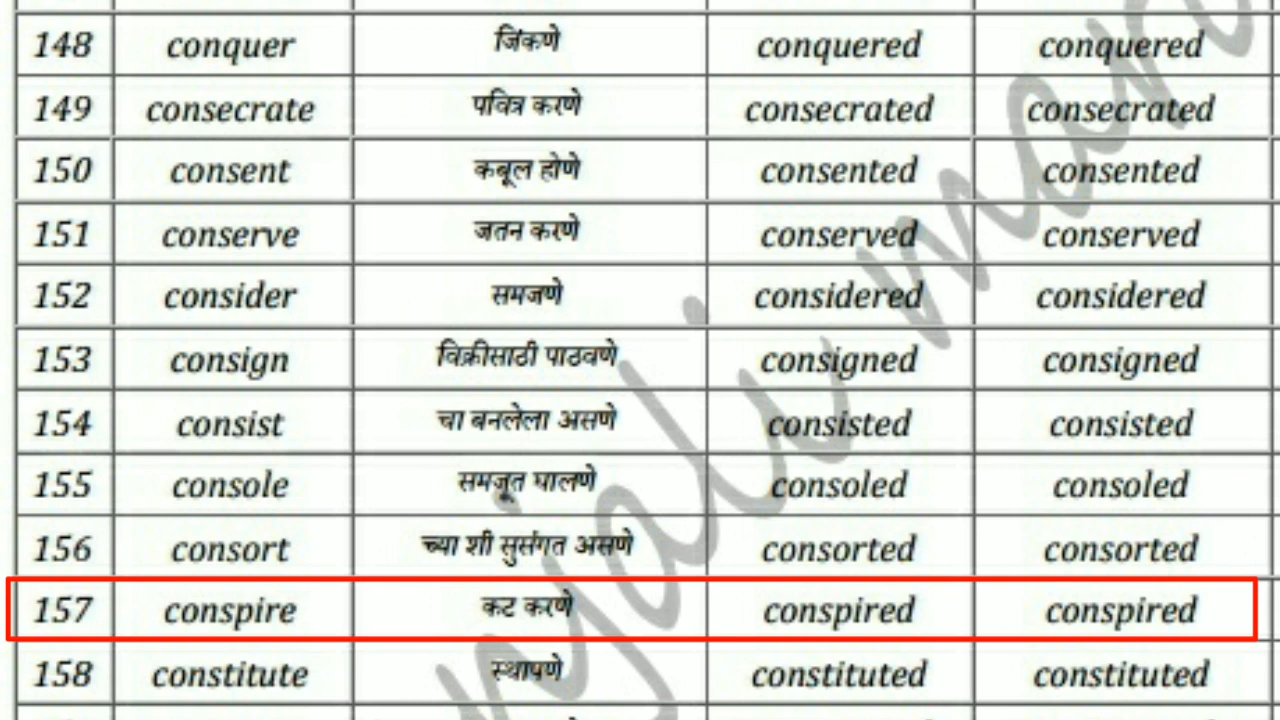 148 conquer जिंकणे conquered conquered
149 consecrate पवित्र करणे consecrated consecrated
150 consent कबूल होणे consented consented
151 conserve जतन करणे conserved conserved
152 consider समजणे considered considered
153 consign विक्रीसाठी पाठवणे consigned consigned
154 consist चा बनलेला असणे consisted consisted
155 console समजूत घालणे consoled consoled
156 consort च्या शी सुसंगत असणे consorted consorted
157 conspire कट करणे conspired conspired
158 constitute स्थापणे constituted constituted